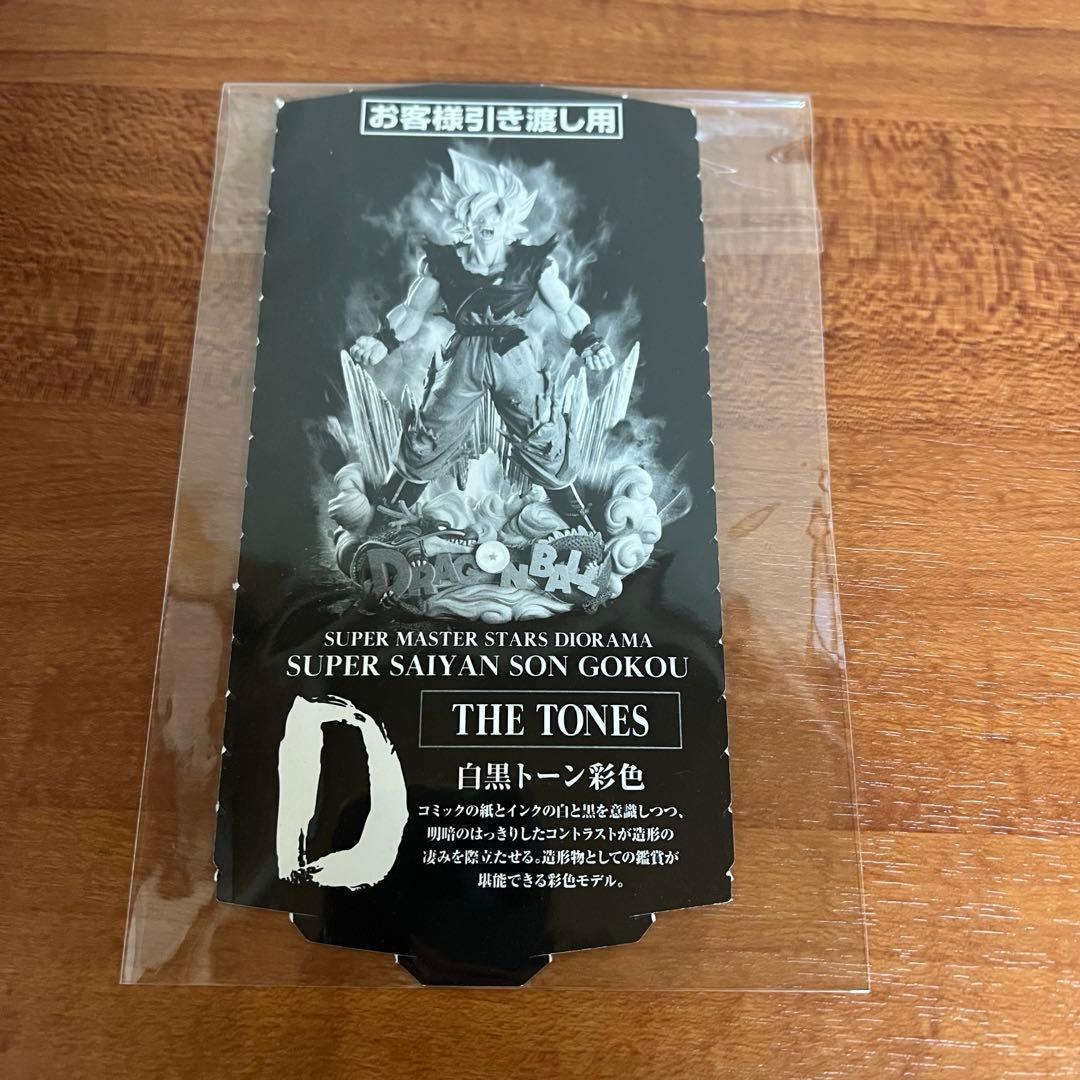 お客様引き渡し用
DRAGONBALL
SUPER MASTER STARS DIORAMA
SUPER SAIYAN SON GOKOU
D
THE TONES
白黒トーン彩色
コミックの紙とインクの白と黒を意識しつつ、
明暗のはっきりしたコントラストが造形の
凄みを際立たせる。造形物としての鑑賞が
堪能できる彩色モデル。